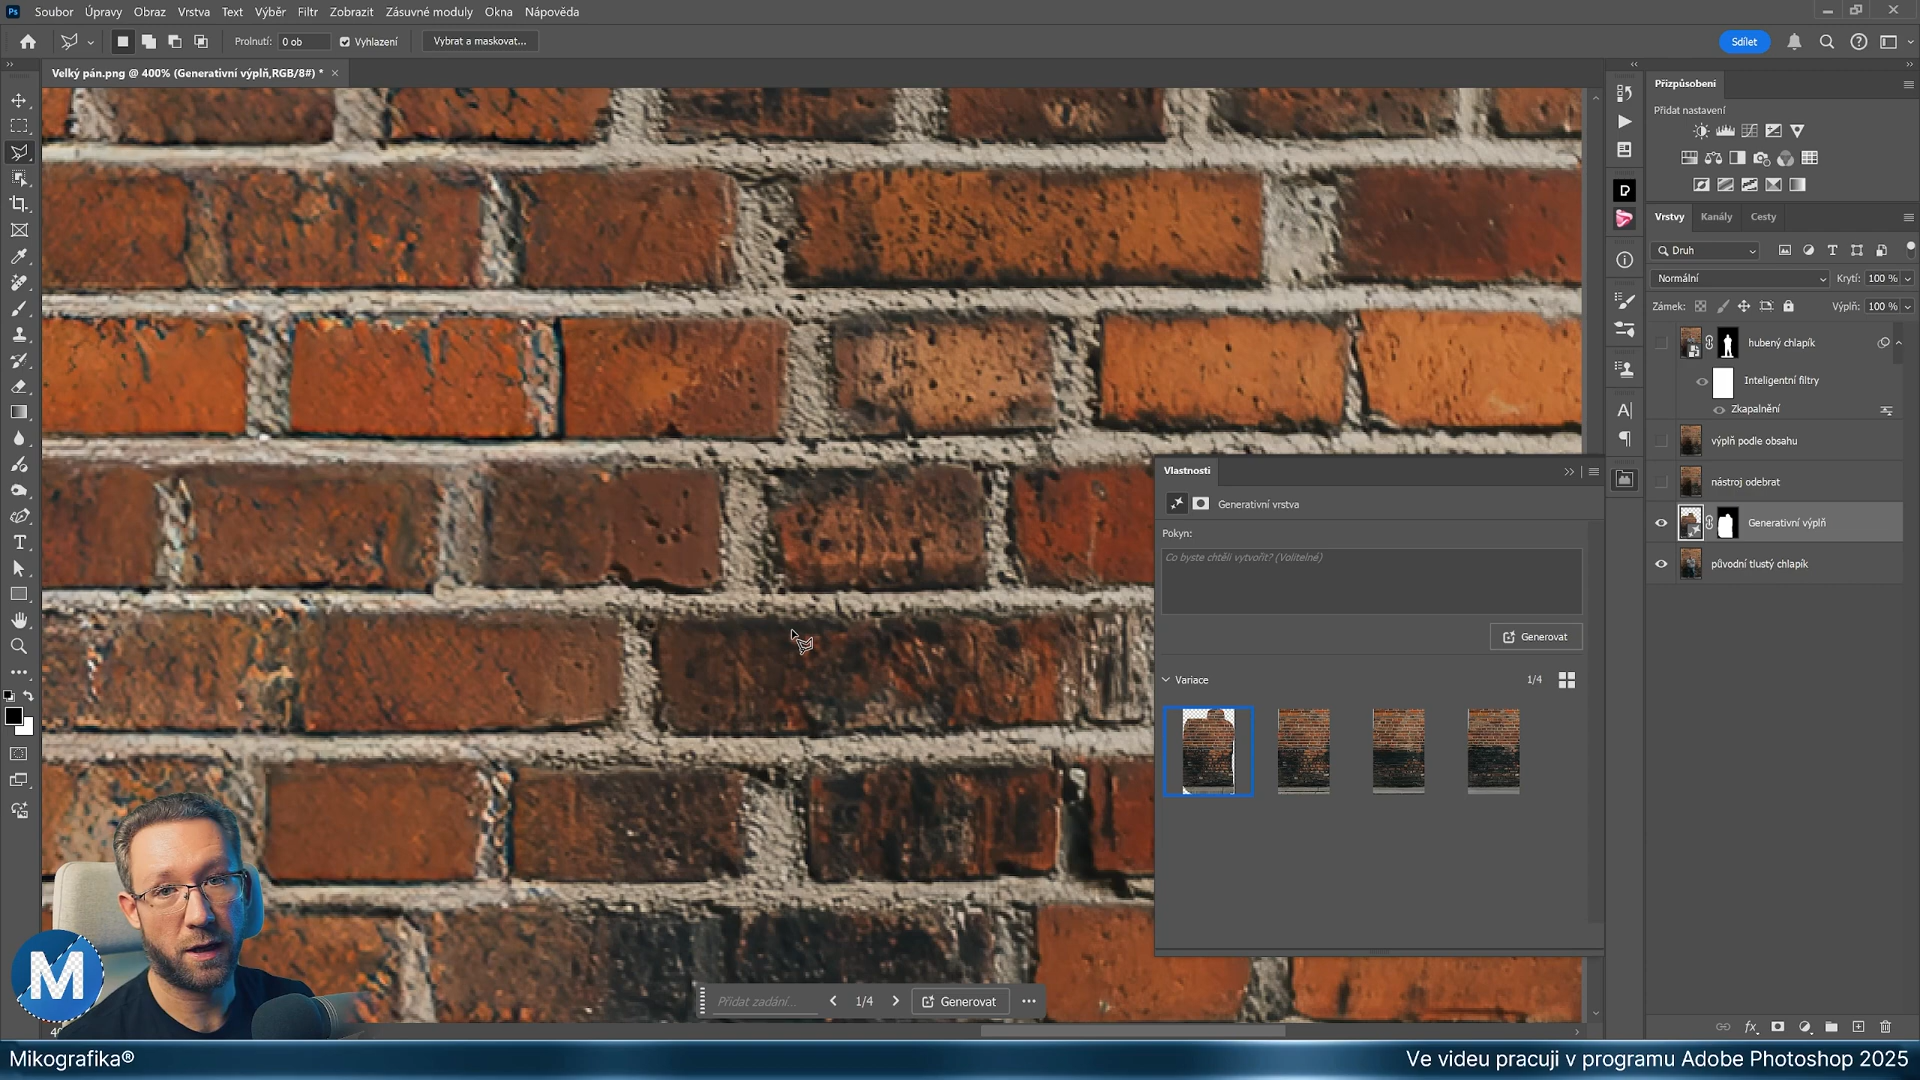 Ps Soubor Úpravy Obraz Vrstva Text Výběr Filtr Zobrazit Zásuvné moduly Okna Nápověda
Prolnutí: 0 ob Vyhlazení Vybrat a maskovat... Sdílet
Velký pán.png @ 400% (Generativní výplň,RGB/8#) *
Přizpůsobení
Přidat nastavení
Vrstvy Kanály Cesty
Druh
Normální Krytí: 100 %
Zámek: Výplň: 100 %
hubený chlapík
Inteligentní filtry
Zkapalnění
výplň podle obsahu
nástroj odebrat
Generativní výplň
původní tlustý chlapík
Vlastnosti
Generativní vrstva
Pokyn:
Co byste chtěli vytvořit? (Volitelné)
Generovat
Variace 1/4
Přidat zadání... 1/4 Generovat
M
Mikografika®
Ve videu pracuji v programu Adobe Photoshop 2025